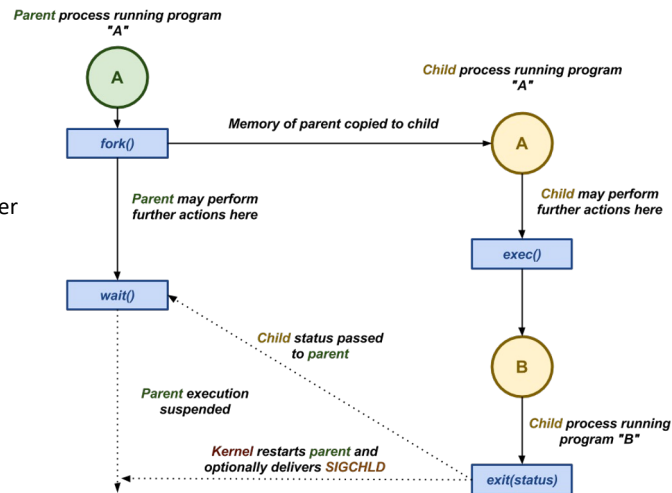 Parent process running program
"A"
A
fork()
Memory of parent copied to child
Child process running program
"A"
A
Parent may perform
further actions here
er
Child may perform
further actions here
exec()
wait()
Child status passed
to parent
B
Parent execution
suspended
Child process running
program "B"
Kernel restarts parent and
optionally delivers SIGCHLD
exit(status)